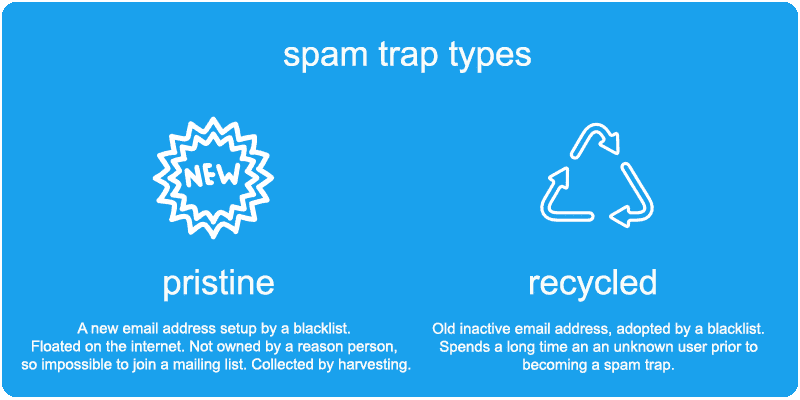 spam trap types
NEW
pristine
A new email address setup by a blacklist.
Floated on the internet. Not owned by a reason person,
so impossible to join a mailing list. Collected by harvesting.
recycled
Old inactive email address, adopted by a blacklist.
Spends a long time an an unknown user prior to
becoming a spam trap.